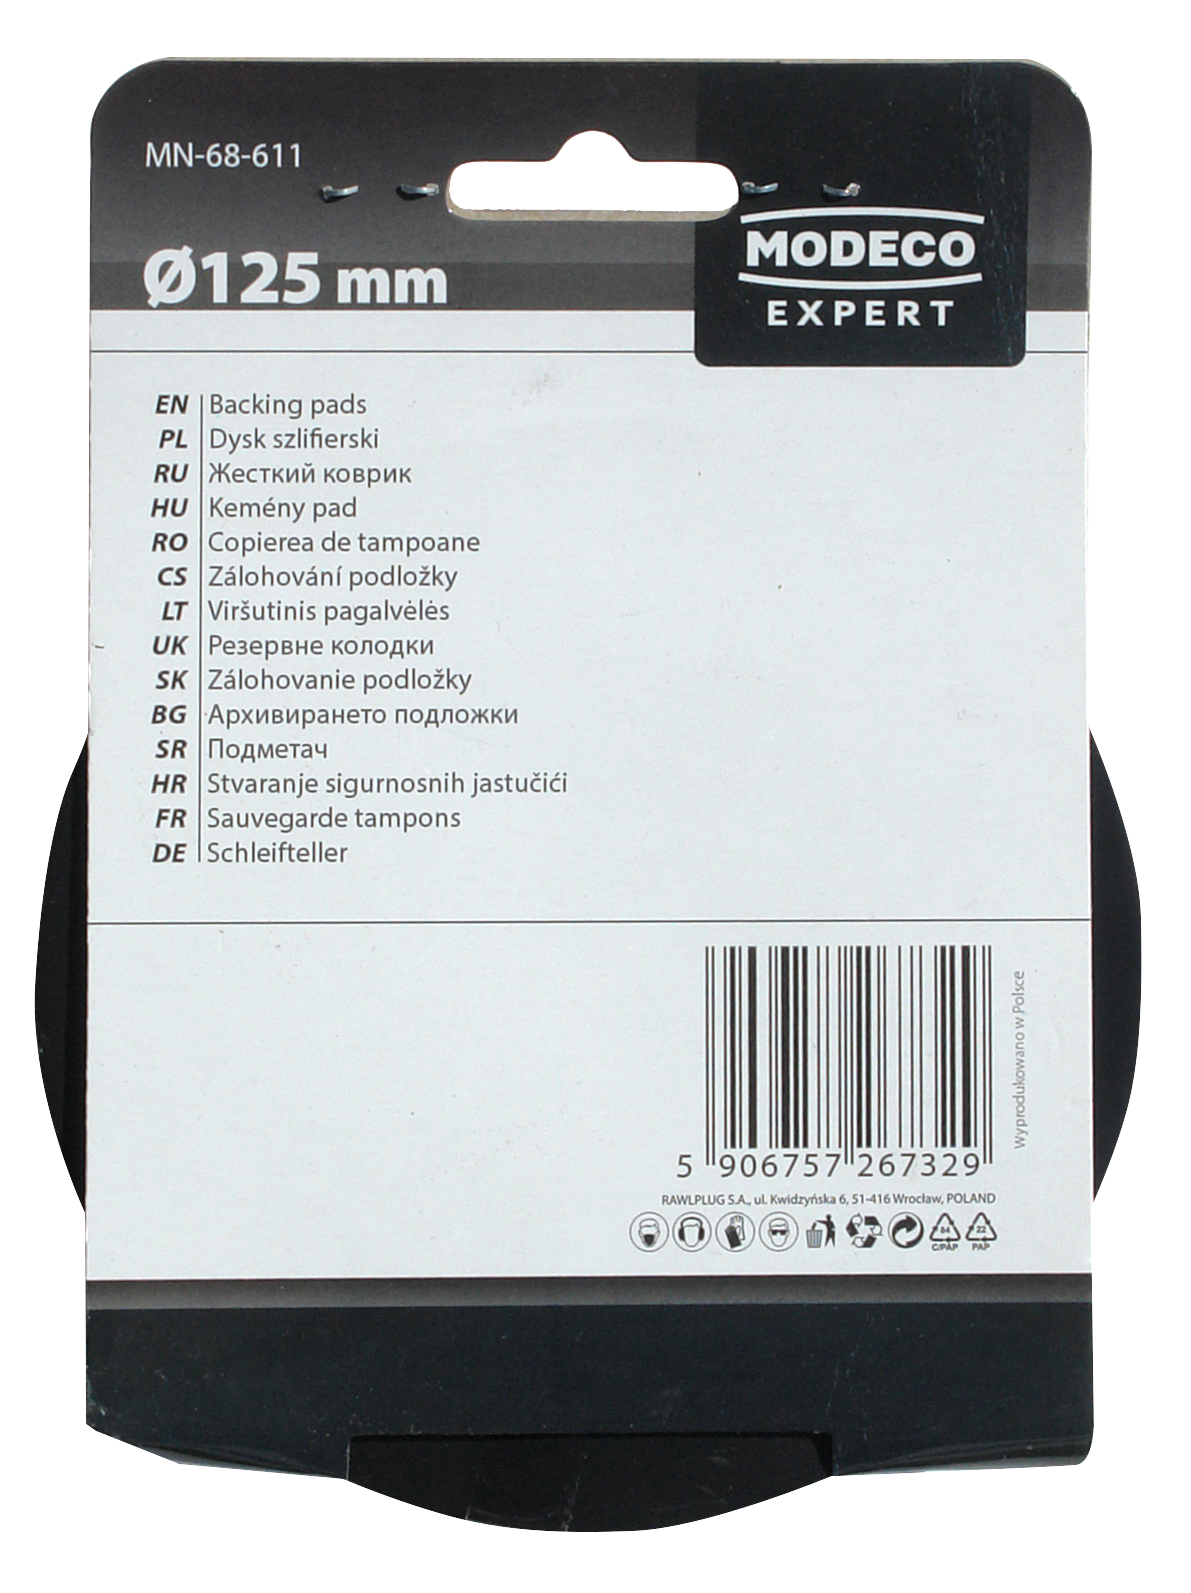 MN-68-611
Ø125 mm
MODECO
EXPERT
EN Backing pads
PL Dysk szlifierski
RU Жесткий коврик
HU Kemény pad
RO Copierea de tampoane
CS Zálohování podložky
LT Viršutinis pagalvėlės
UK Резервне колодки
SK Zálohovanie podložky
BG Архивирането подложки
SR Подметач
HR Stvaranje sigurnosnih jastučići
FR Sauvegarde tampons
DE Schleifteller
Wyprodukowano w Polsce
5 906757 267329
RAWLPLUG S.A., ul. Kwidzyńska 6, 51-416 Wrocław, POLAND
84
C/PAP
22
PAP